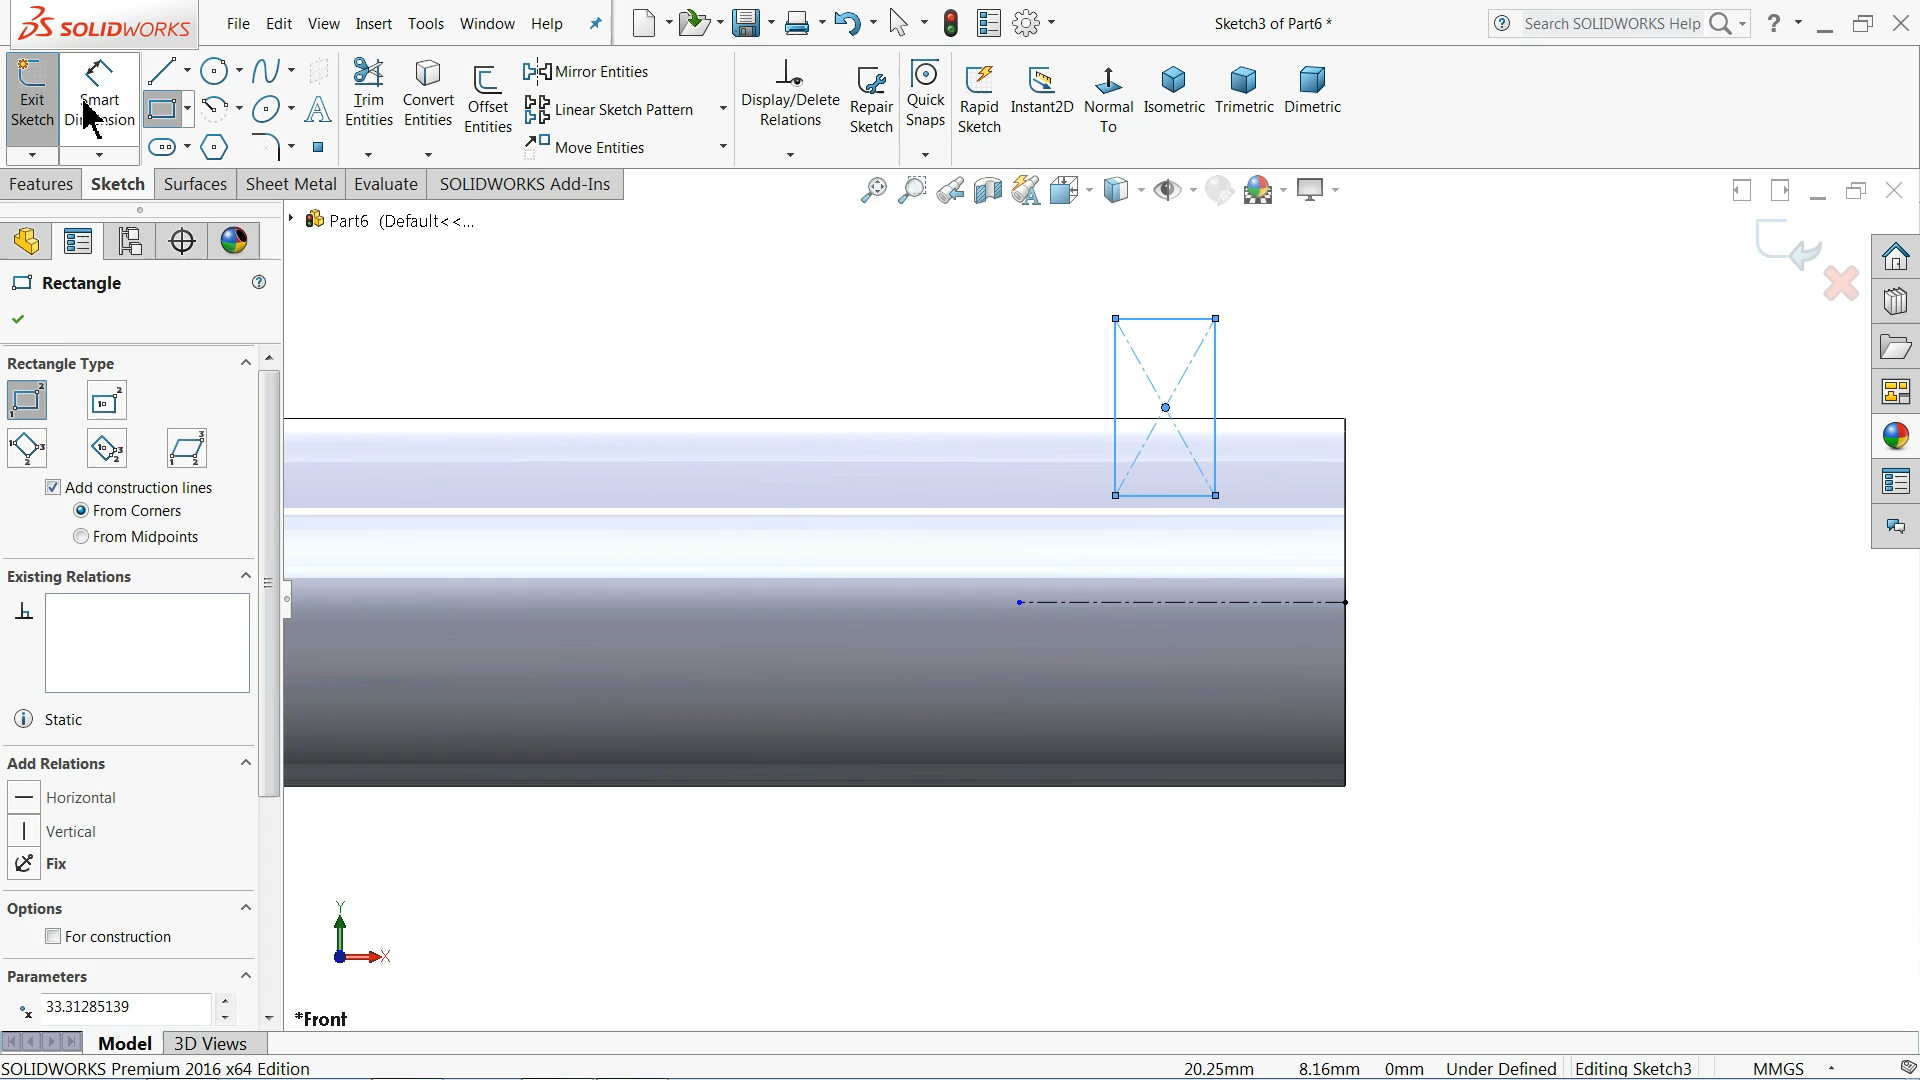 SOLIDWORKS
File
Edit
View
Insert
Tools
Window
Help
Sketch3 of Part6 *
Search SOLIDWORKS Help
?
Exit
Sketch
Smart
Dimension
Trim
Entities
Convert
Entities
Offset
Entities
Mirror Entities
Linear Sketch Pattern
Move Entities
Display/Delete
Relations
Repair
Sketch
Quick
Snaps
Rapid
Sketch
Instant2D
Normal
To
Isometric
Trimetric
Dimetric
Features
Sketch
Surfaces
Sheet Metal
Evaluate
SOLIDWORKS Add-Ins
Part6 (Default<<...
Rectangle
Rectangle Type
Add construction lines
From Corners
From Midpoints
Existing Relations
Static
Add Relations
Horizontal
Vertical
Fix
Options
For construction
Parameters
33.31285139
Y
X
*Front
Model
3D Views
SOLIDWORKS Premium 2016 x64 Edition
20.25mm
8.16mm
0mm
Under Defined
Editing Sketch3
MMGS